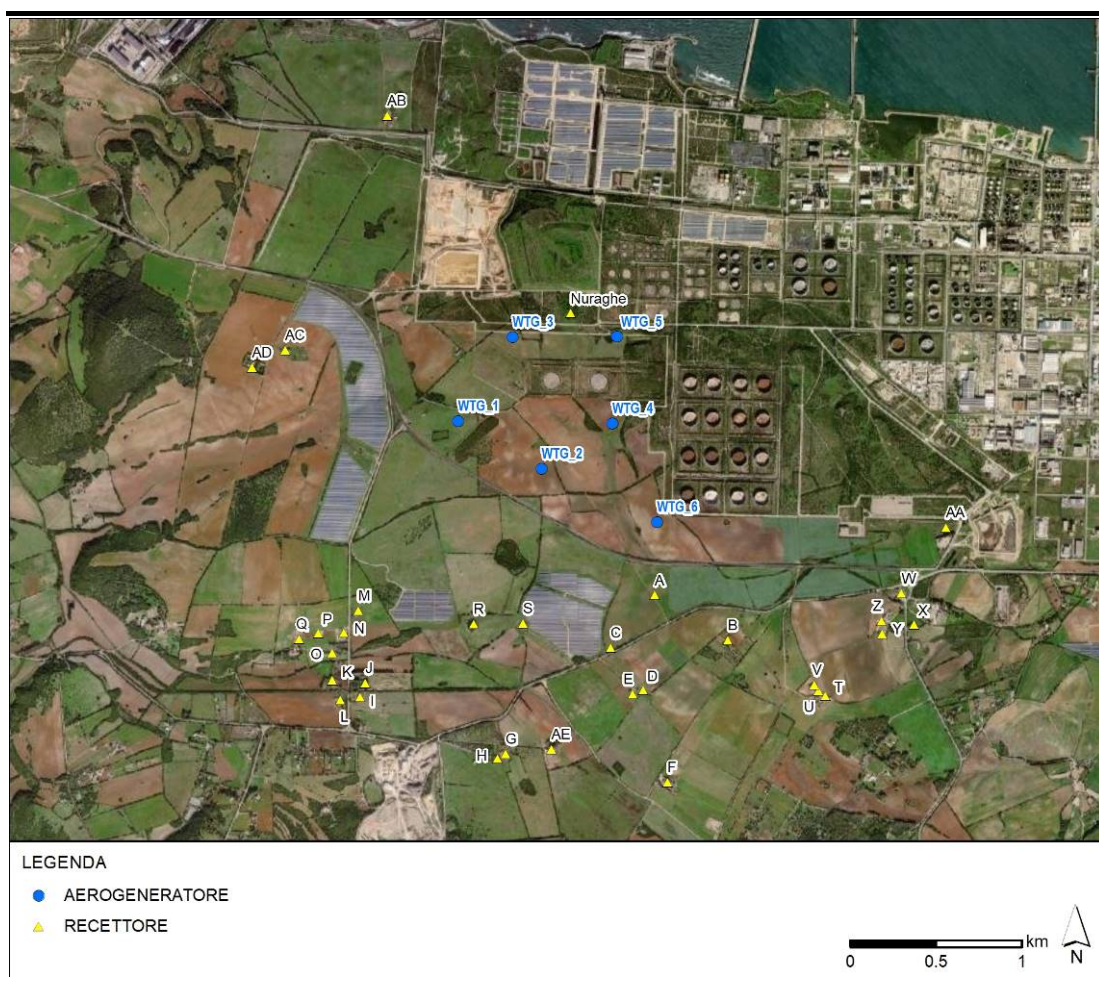 AB
Nuraghe
WTG_3
WTG_5
AC
AD
WTG_1
WTG_4
WTG_2
WTG_6
AA
A
W
M
R
S
Z
X
Q
P
N
C
B
Y
O
K
J
E
D
V
T
L
I
U
AE
G
H
F
LEGENDA
AEROGENERATORE
RECETTORE
km
0
0.5
1
N